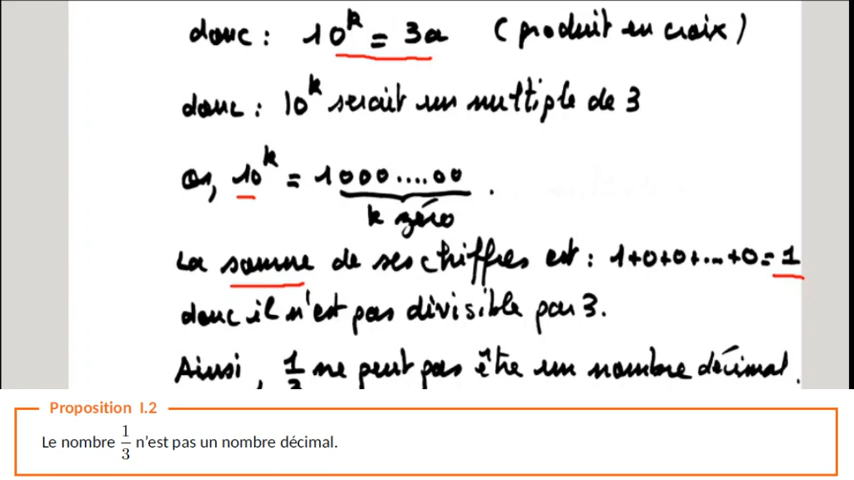 donc : 10^k = 3a (produit en croix)
donc : 10^k serait un multiple de 3
Or, 10^k = 1000.....00 .
k zéro
La somme de ses chiffres est : 1+0+0+...+0=1
donc il n'est pas divisible par 3.
Ainsi, 1/3 ne peut pas être un nombre décimal.
Proposition I.2
Le nombre 1/3 n'est pas un nombre décimal.